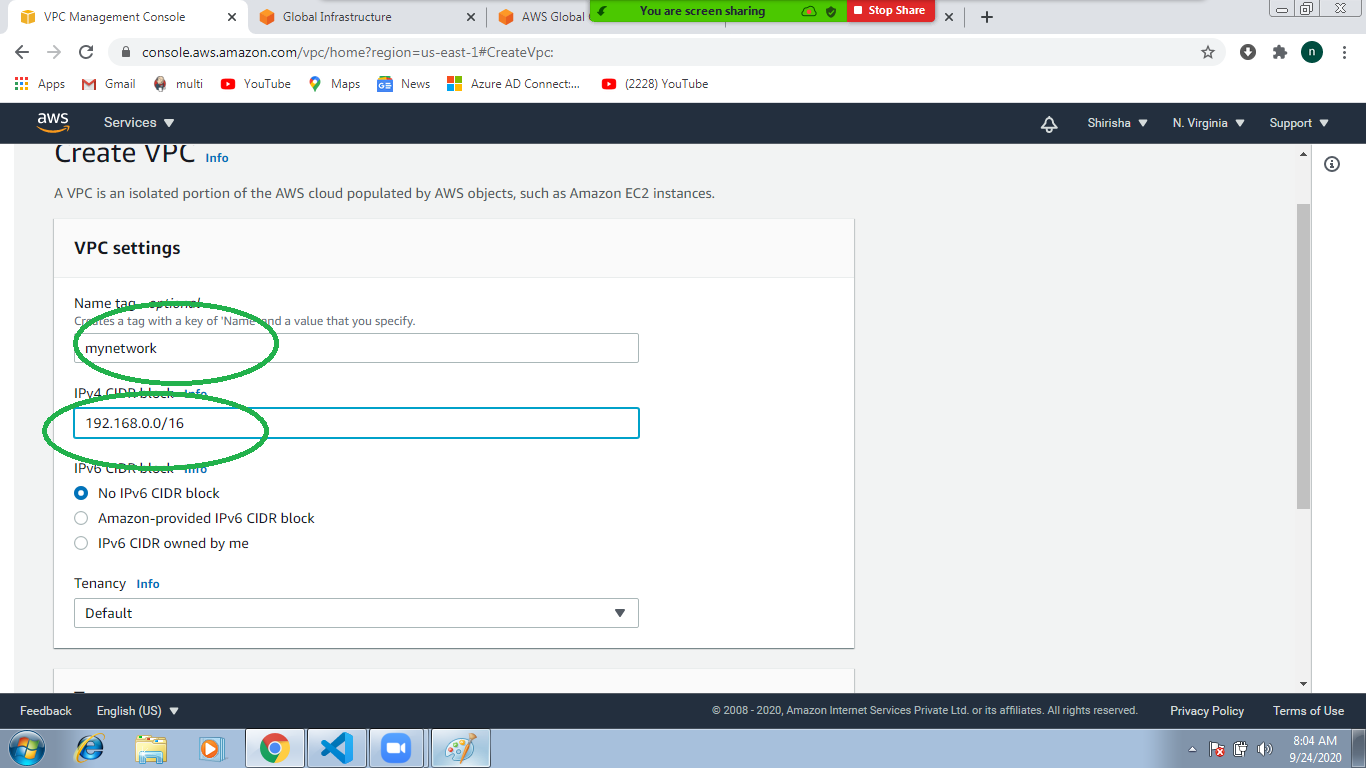 VPC Management Console
Global Infrastructure
AWS Global
You are screen sharing
Stop Share
console.aws.amazon.com/vpc/home?region=us-east-1#CreateVpc:
n
Apps
Gmail
multi
YouTube
Maps
News
Azure AD Connect:...
(2228) YouTube
aws
Services
Shirisha
N. Virginia
Support
Create VPC Info
A VPC is an isolated portion of the AWS cloud populated by AWS objects, such as Amazon EC2 instances.
VPC settings
Name tag - optional
Creates a tag with a key of 'Name' and a value that you specify.
mynetwork
IPv4 CIDR block Info
192.168.0.0/16
IPv6 CIDR block Info
No IPv6 CIDR block
Amazon-provided IPv6 CIDR block
IPv6 CIDR owned by me
Tenancy Info
Default
Feedback
English (US)
© 2008 - 2020, Amazon Internet Services Private Ltd. or its affiliates. All rights reserved.
Privacy Policy
Terms of Use
8:04 AM
9/24/2020